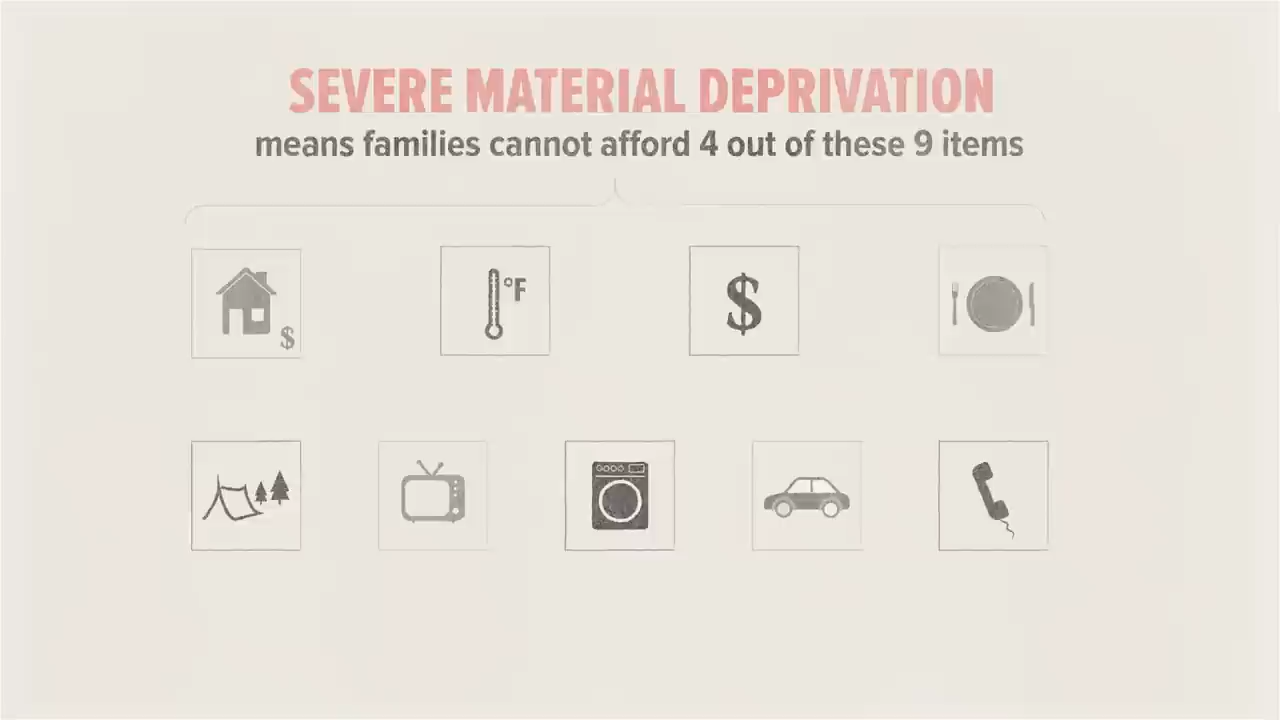 SEVERE MATERIAL DEPRIVATION
means families cannot afford 4 out of these 9 items
$
°F
$